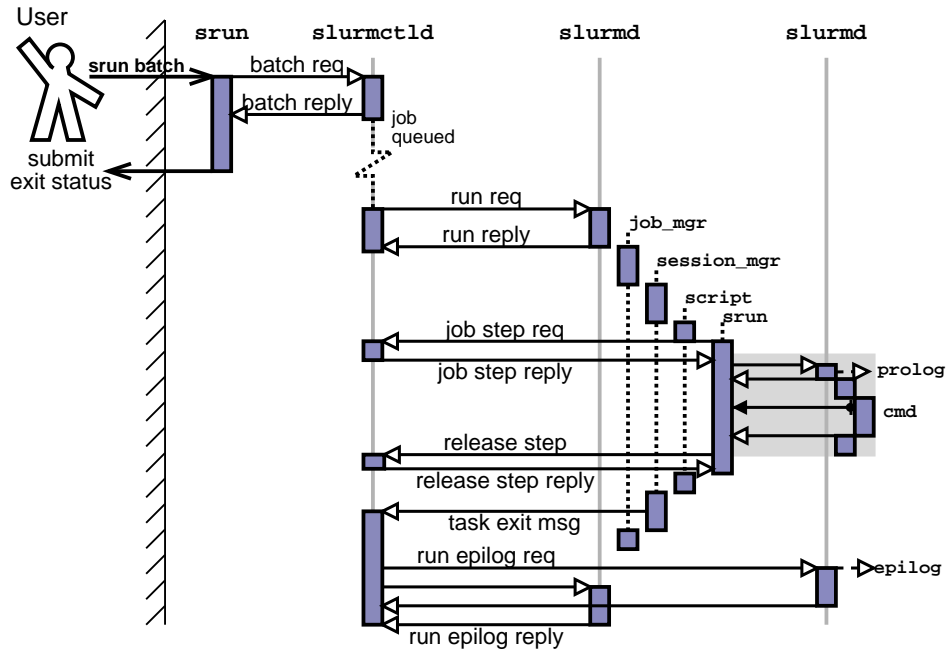 User
srun
slurmctld
slurmd
slurmd
srun batch
batch req
batch reply
job
queued
submit
exit status
run req
run reply
job_mgr
session_mgr
script
srun
job step req
job step reply
prolog
cmd
release step
release step reply
task exit msg
run epilog req
epilog
run epilog reply